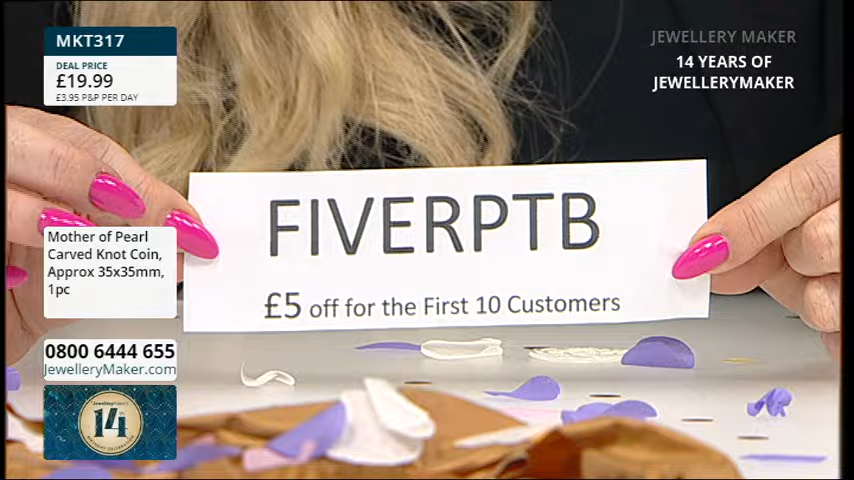 MKT317
DEAL PRICE
£19.99
£3.95 P&P PER DAY
JEWELLERY MAKER
14 YEARS OF
JEWELLERYMAKER
FIVERPTB
£5 off for the First 10 Customers
Mother of Pearl
Carved Knot Coin,
Approx 35x35mm,
1pc
0800 6444 655
JewelleryMaker.com
14